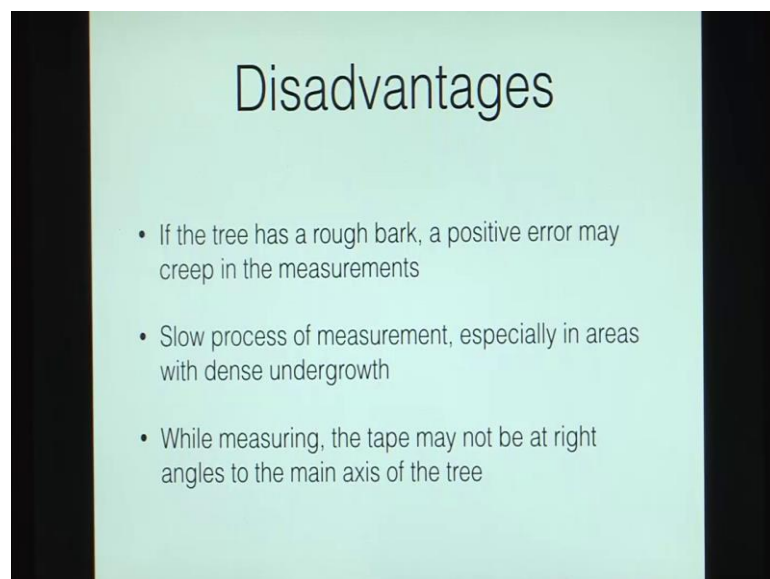 Disadvantages
• If the tree has a rough bark, a positive error may
creep in the measurements
• Slow process of measurement, especially in areas
with dense undergrowth
• While measuring, the tape may not be at right
angles to the main axis of the tree